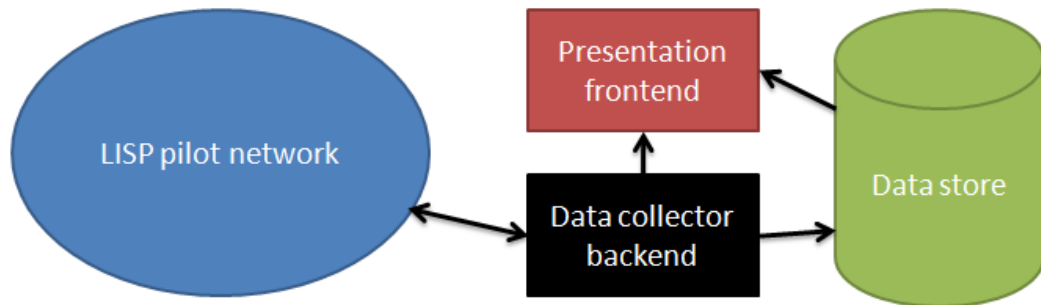 LISP pilot network
Presentation
frontend
Data collector
backend
Data store